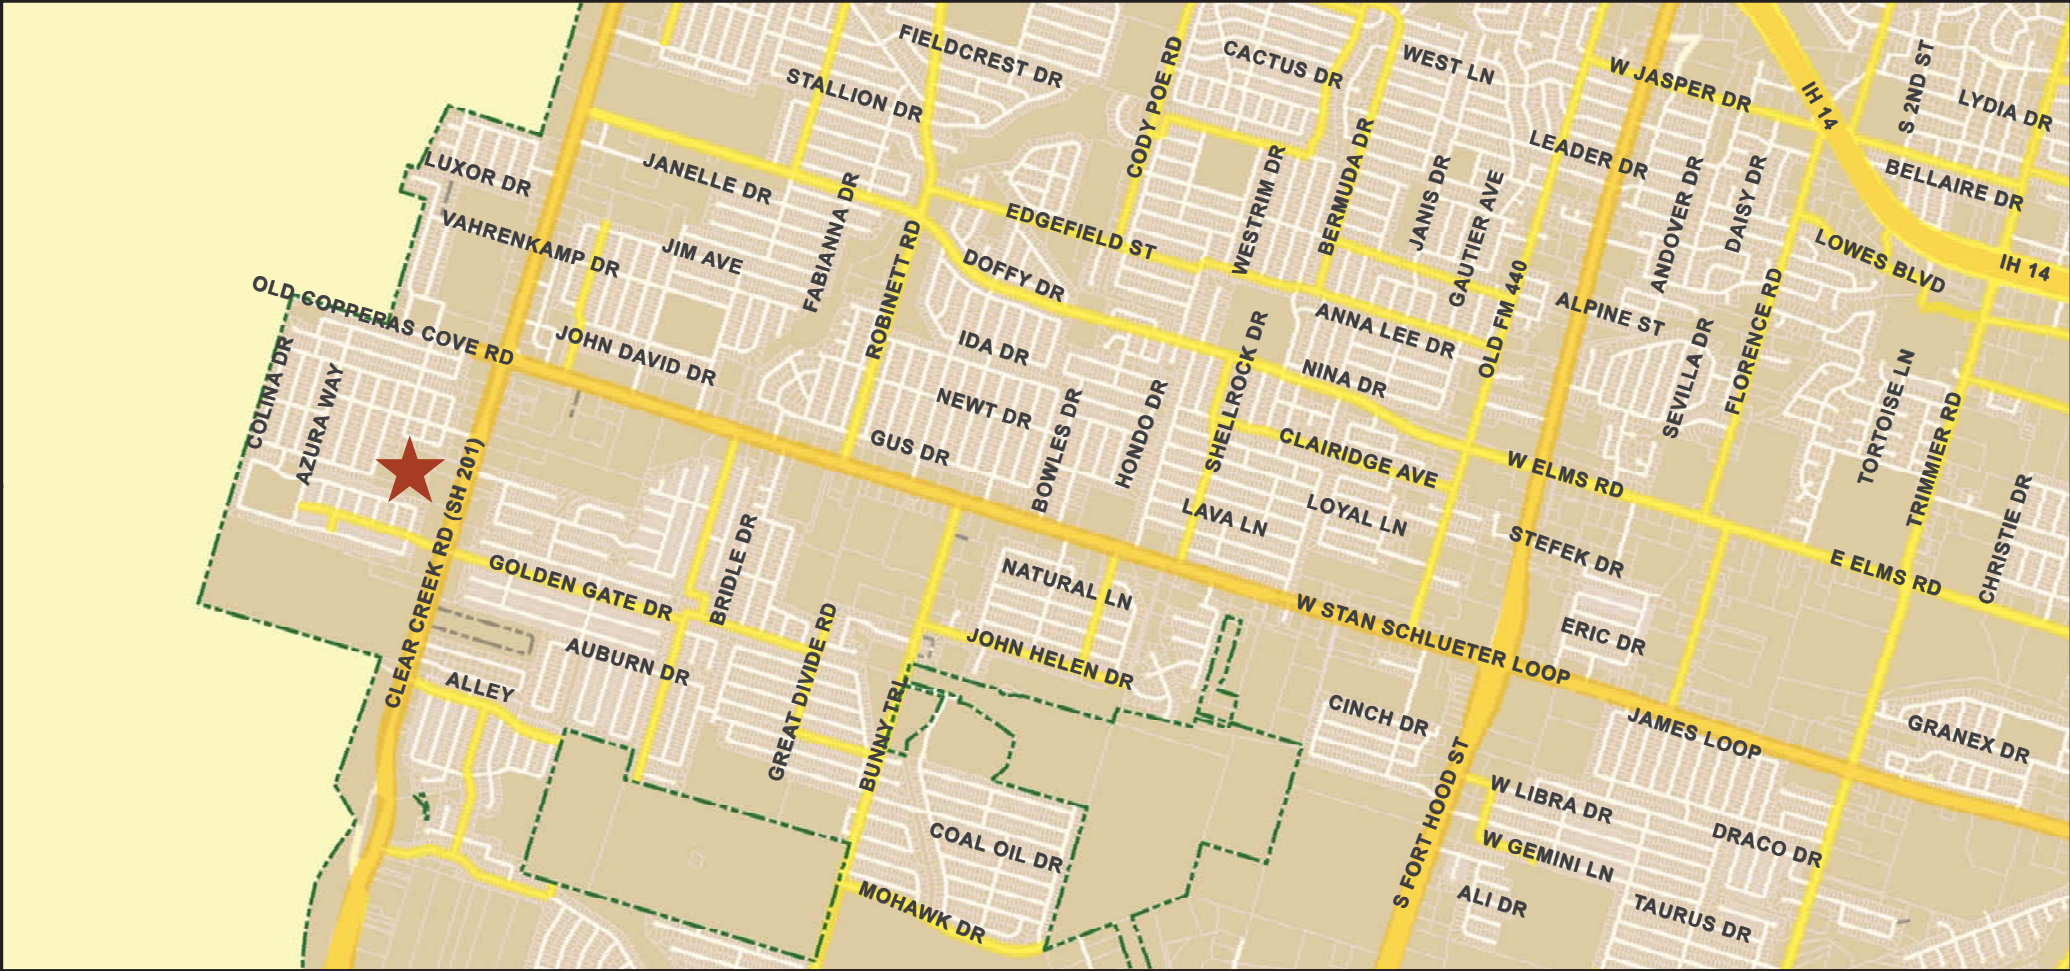 FIELDCREST DR
CACTUS DR
WEST LN
W JASPER DR
IH 14
S 2ND ST
LYDIA DR
STALLION DR
CODY POE RD
LEADER DR
BELLAIRE DR
LUXOR DR
JANELLE DR
FABIANNA DR
EDGEFIELD ST
WESTRIM DR
BERMUDA DR
JANIS DR
GAUTIER AVE
ANDOVER DR
DAISY DR
LOWES BLVD
IH 14
VAHRENKAMP DR
JIM AVE
ROBINETT RD
DOFFY DR
OLD FM 440
ALPINE ST
FLORENCE RD
OLD COPPERAS COVE RD
JOHN DAVID DR
IDA DR
ANNA LEE DR
SEVILLA DR
COLINA DR
AZURA WAY
NEWT DR
BOWLES DR
HONDO DR
SHELLROCK DR
NINA DR
TORTOISE LN
TRIMMIER RD
GUS DR
CLAIRIDGE AVE
W ELMS RD
CLEAR CREEK RD (SH 201)
LAVA LN
LOYAL LN
STEFEK DR
E ELMS RD
CHRISTIE DR
GOLDEN GATE DR
BRIDLE DR
NATURAL LN
W STAN SCHLUETER LOOP
ERIC DR
AUBURN DR
GREAT DIVIDE RD
JOHN HELEN DR
ALLEY
BUNNY TRL
CINCH DR
JAMES LOOP
GRANEX DR
S FORT HOOD ST
W LIBRA DR
COAL OIL DR
W GEMINI LN
DRACO DR
MOHAWK DR
ALI DR
TAURUS DR